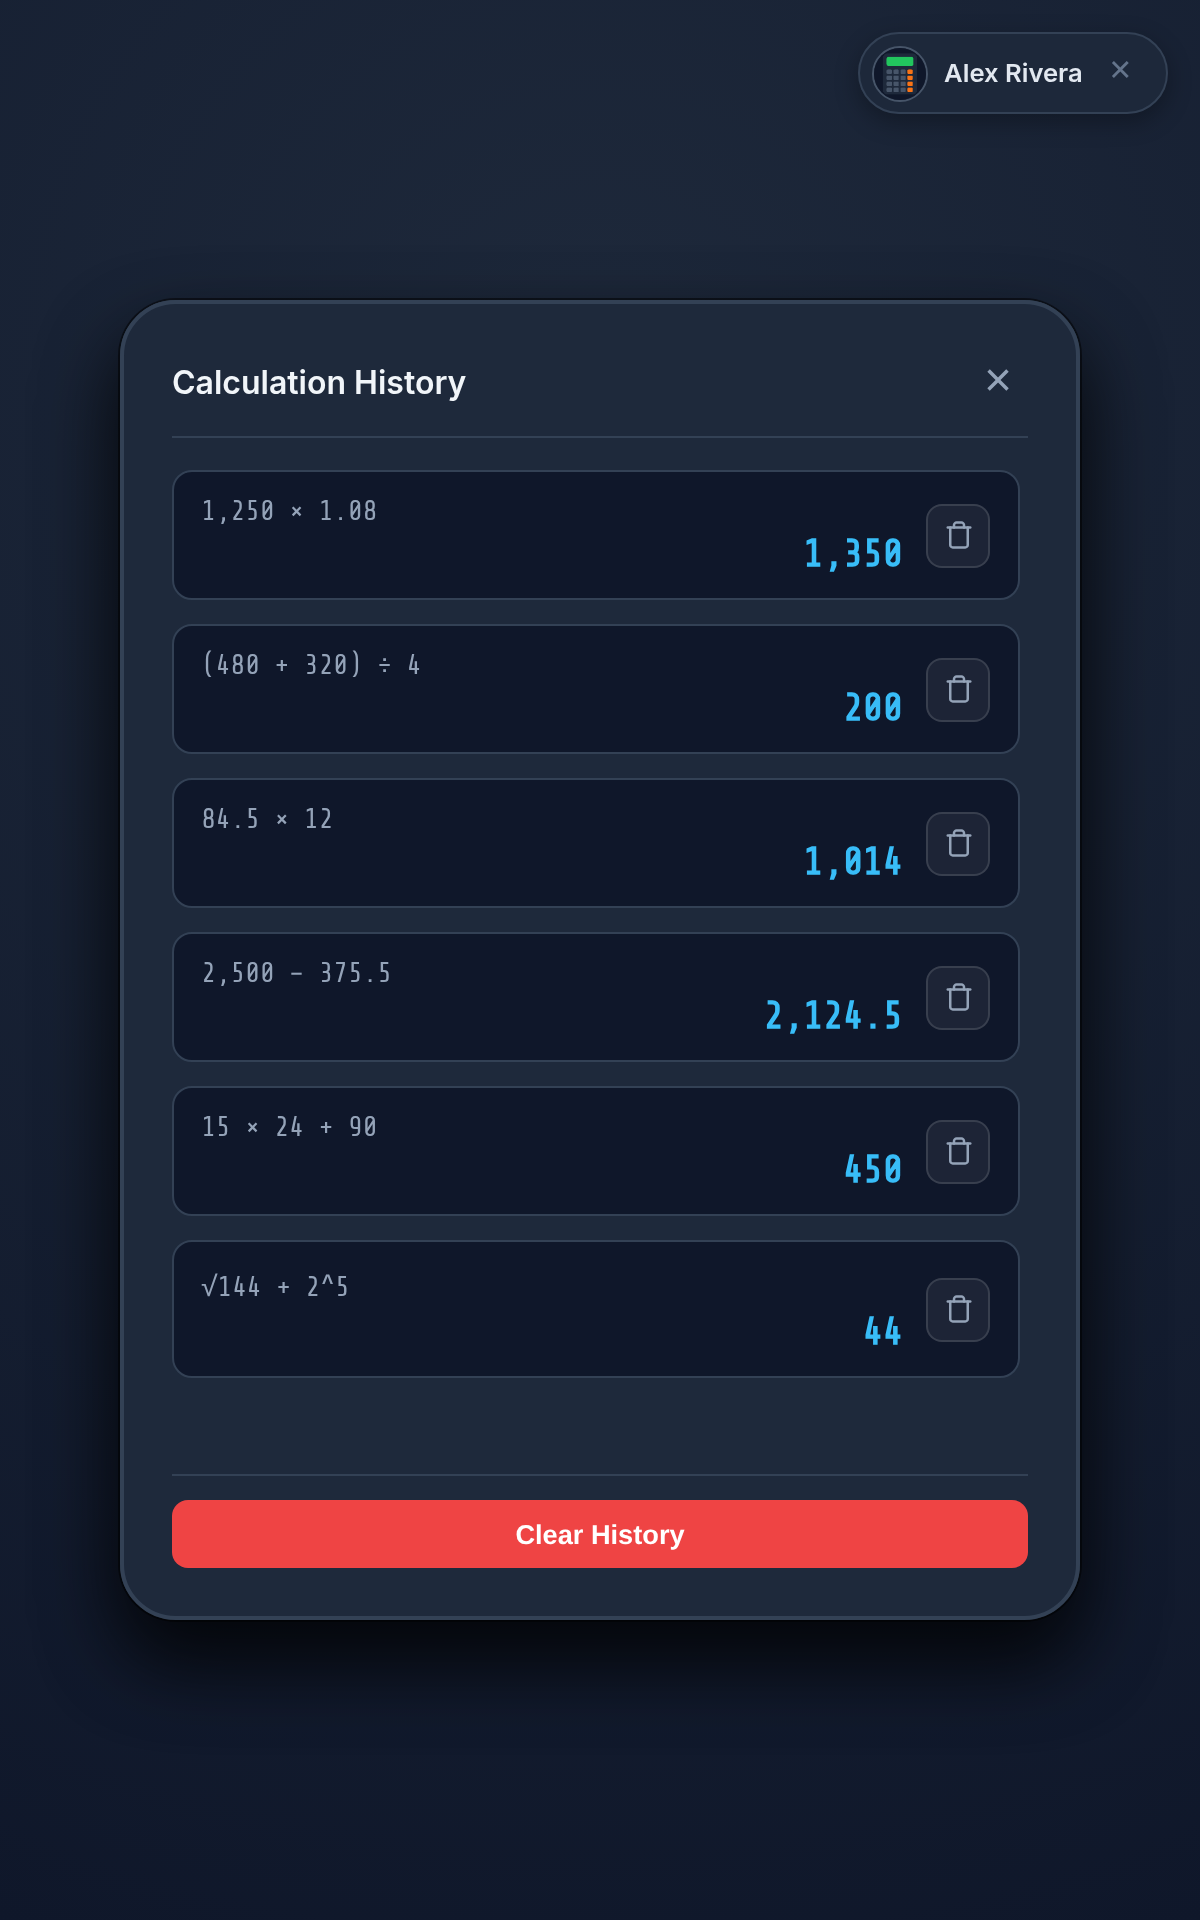 Alex Rivera
Calculation History
1,250 × 1.08
1,350
(480 + 320) ÷ 4
200
84.5 × 12
1,014
2,500 − 375.5
2,124.5
15 × 24 + 90
450
√144 + 2^5
44
Clear History